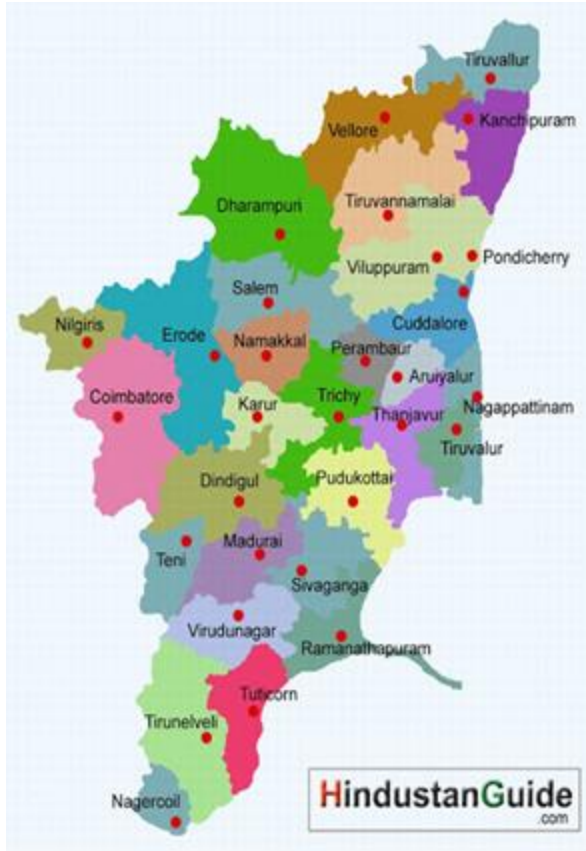 Tiruvallur
Kanchipuram
Vellore
Dharampuri
Tiruvannamalai
Viluppuram
Pondicherry
Salem
Cuddalore
Nilgiris
Erode
Namakkal
Perambaur
Aruiyalur
Coimbatore
Karur
Trichy
Thanjavur
Nagappattinam
Tiruvalur
Dindigul
Pudukottai
Madurai
Teni
Sivaganga
Virudunagar
Ramanathapuram
Tuticorn
Tirunelveli
Nagercoil
HindustanGuide
.com